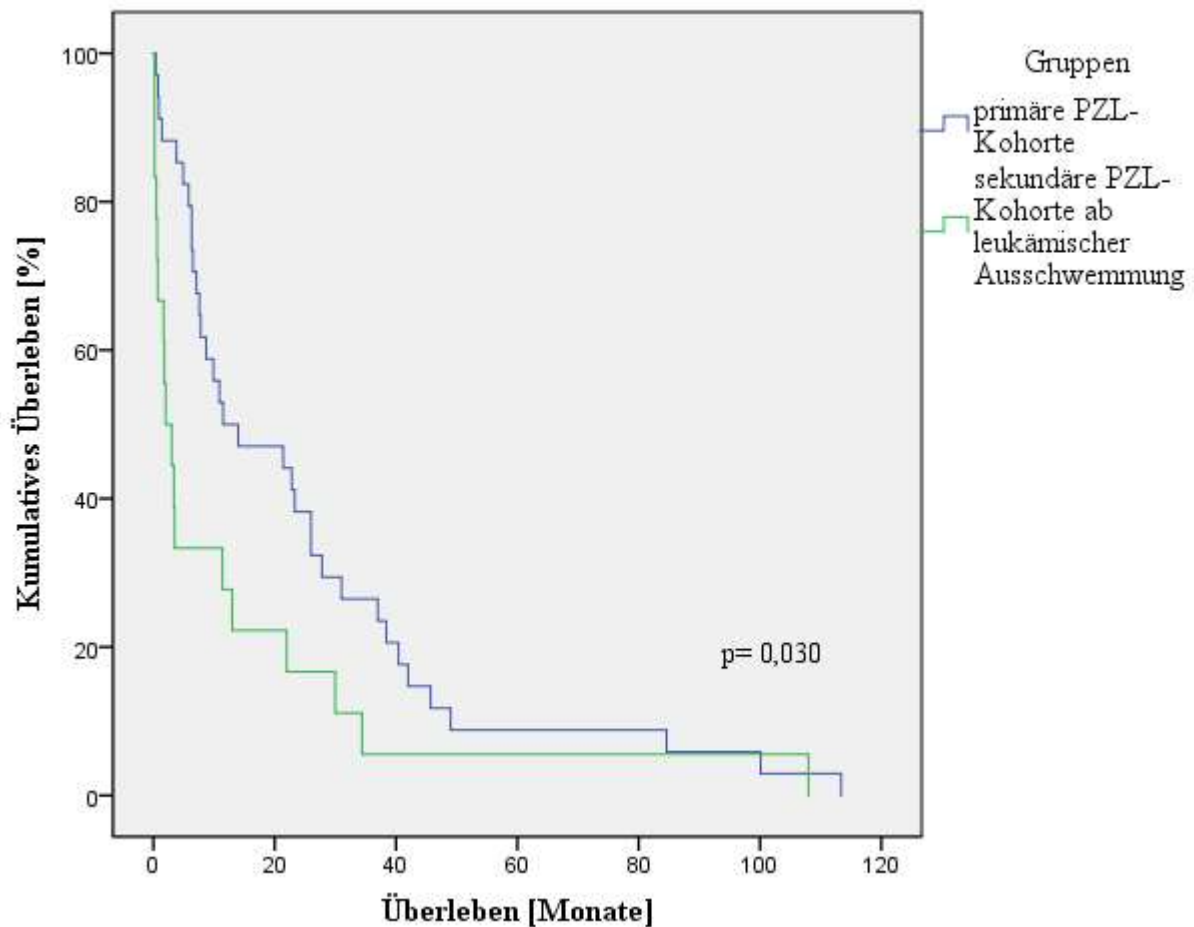 Gruppen
primäre PZL-
Kohorte
sekundäre PZL-
Kohorte ab
leukämischer
Ausschwemmung
Kumulatives Überleben [%]
100
80
60
40
20
0
p= 0,030
0 20 40 60 80 100 120
Überleben [Monate]